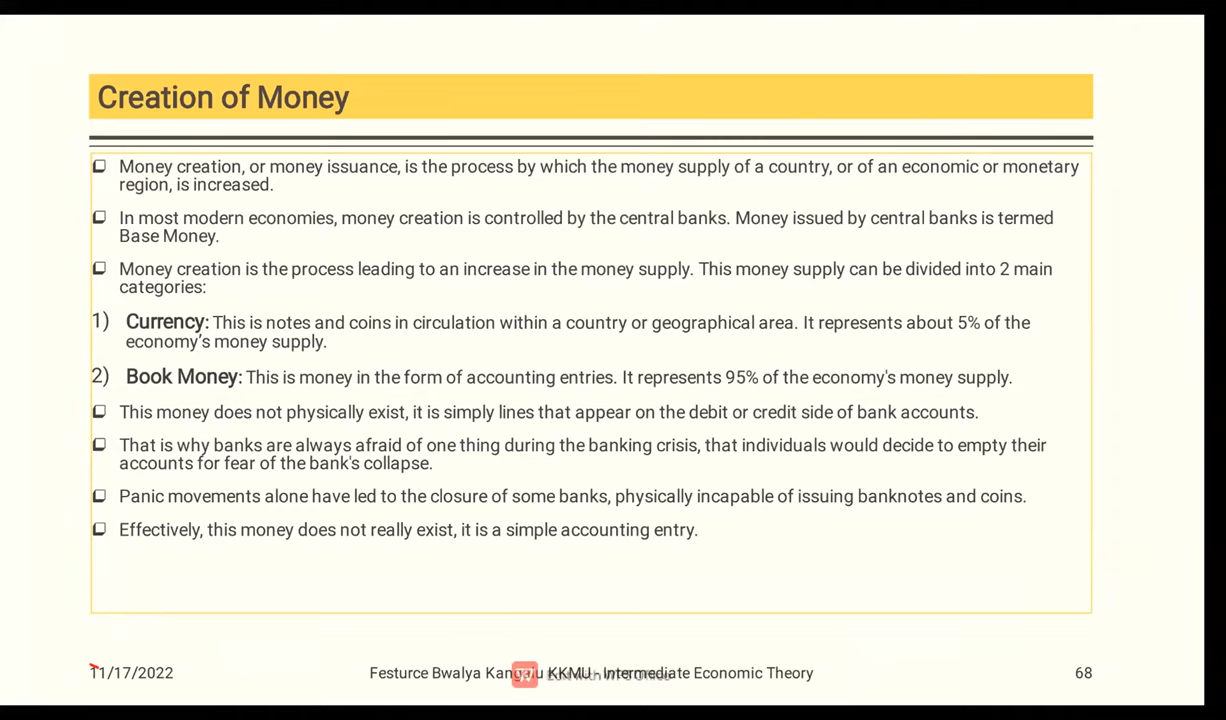 Creation of Money
Money creation, or money issuance, is the process by which the money supply of a country, or of an economic or monetary
region, is increased.
In most modern economies, money creation is controlled by the central banks. Money issued by central banks is termed
Base Money.
Money creation is the process leading to an increase in the money supply. This money supply can be divided into 2 main
categories:
1) Currency: This is notes and coins in circulation within a country or geographical area. It represents about 5% of the
economy's money supply.
2) Book Money: This is money in the form of accounting entries. It represents 95% of the economy's money supply.
This money does not physically exist, it is simply lines that appear on the debit or credit side of bank accounts.
That is why banks are always afraid of one thing during the banking crisis, that individuals would decide to empty their
accounts for fear of the bank's collapse.
Panic movements alone have led to the closure of some banks, physically incapable of issuing banknotes and coins.
Effectively, this money does not really exist, it is a simple accounting entry.
11/17/2022 Festurce Bwalya KKMU - Intermediate Economic Theory 68